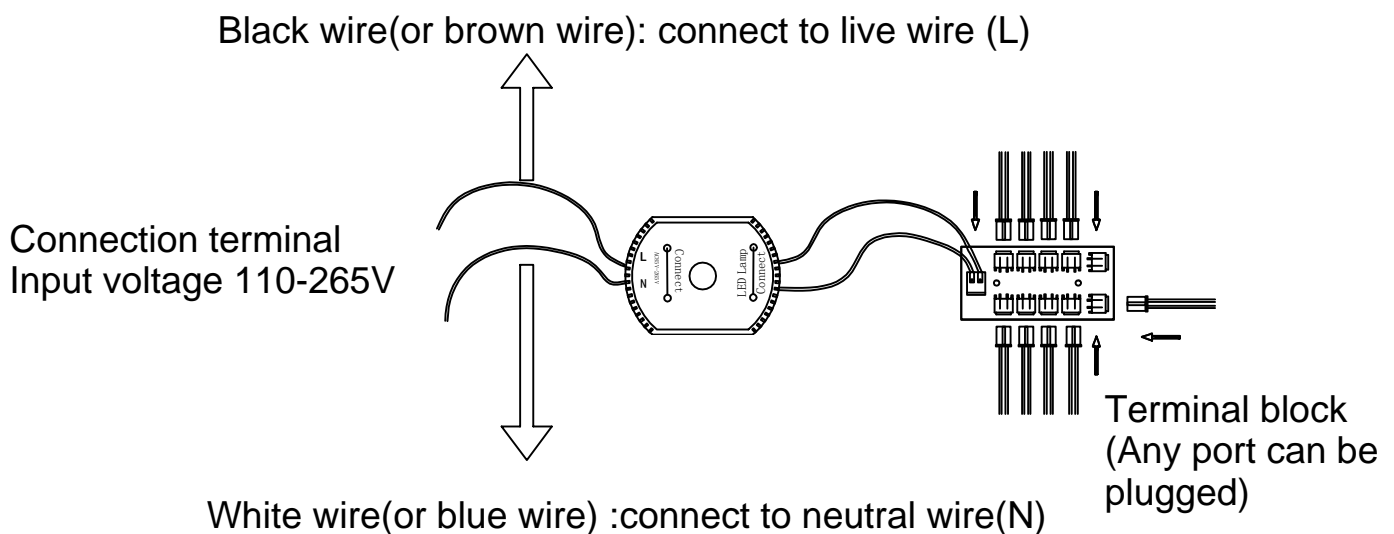 Black wire(or brown wire): connect to live wire (L)
Connection terminal
Input voltage 110-265V
L
N
Connect
LED Lamp
Connect
Terminal block
(Any port can be
plugged)
White wire(or blue wire) :connect to neutral wire(N)